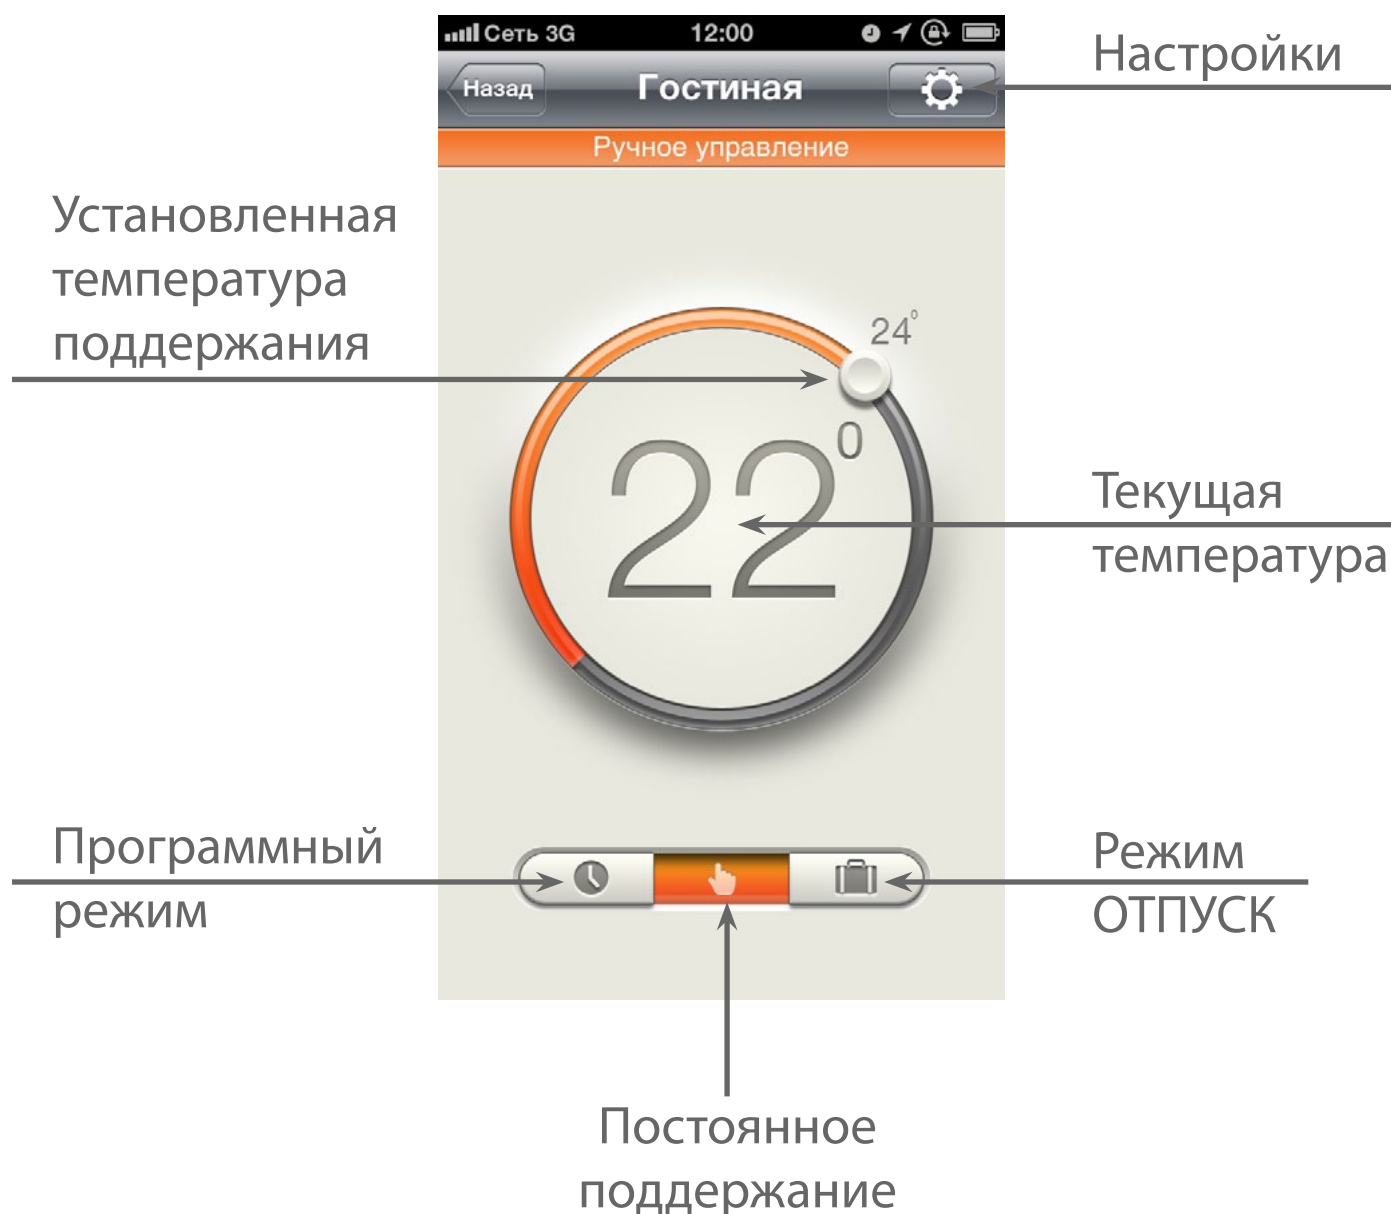 Сеть 3G 12:00
Настройки
Назад Гостиная
Ручное управление
Установленная
температура
поддержания
24°
22°
Текущая
температура
Программный
режим
Режим
ОТПУСК
Постоянное
поддержание